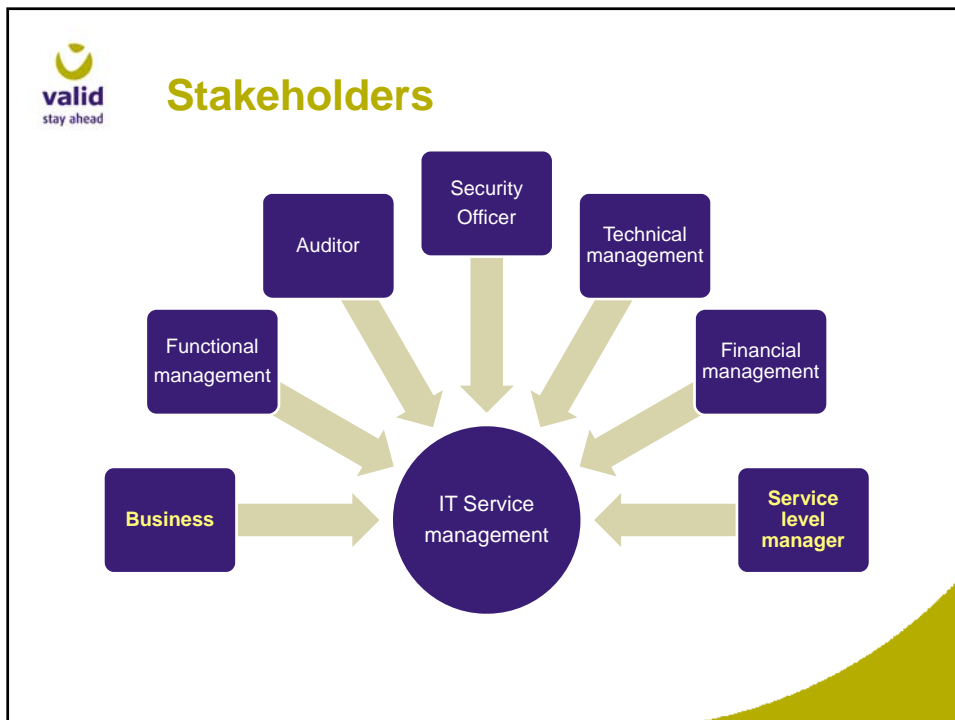 valid
stay ahead
Stakeholders
Security
Officer
Auditor
Technical
management
Functional
management
Financial
management
Business
IT Service
management
Service
level
manager